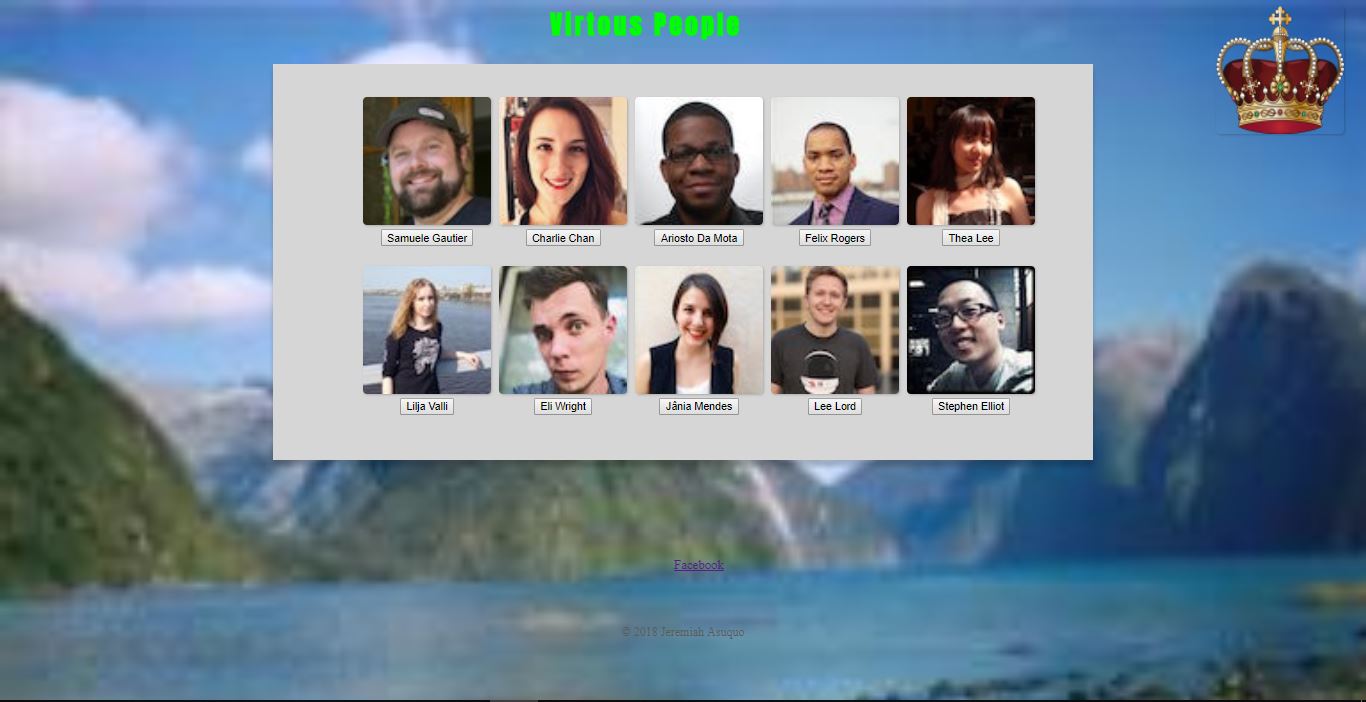 Virtous People
Samuele Gautier Charlie Chan Ariosto Da Mota Felix Rogers Thea Lee
Lilja Valli Eli Wright Jânia Mendes Lee Lord Stephen Elliot
Facebook
© 2018 Jeremiah Asuquo